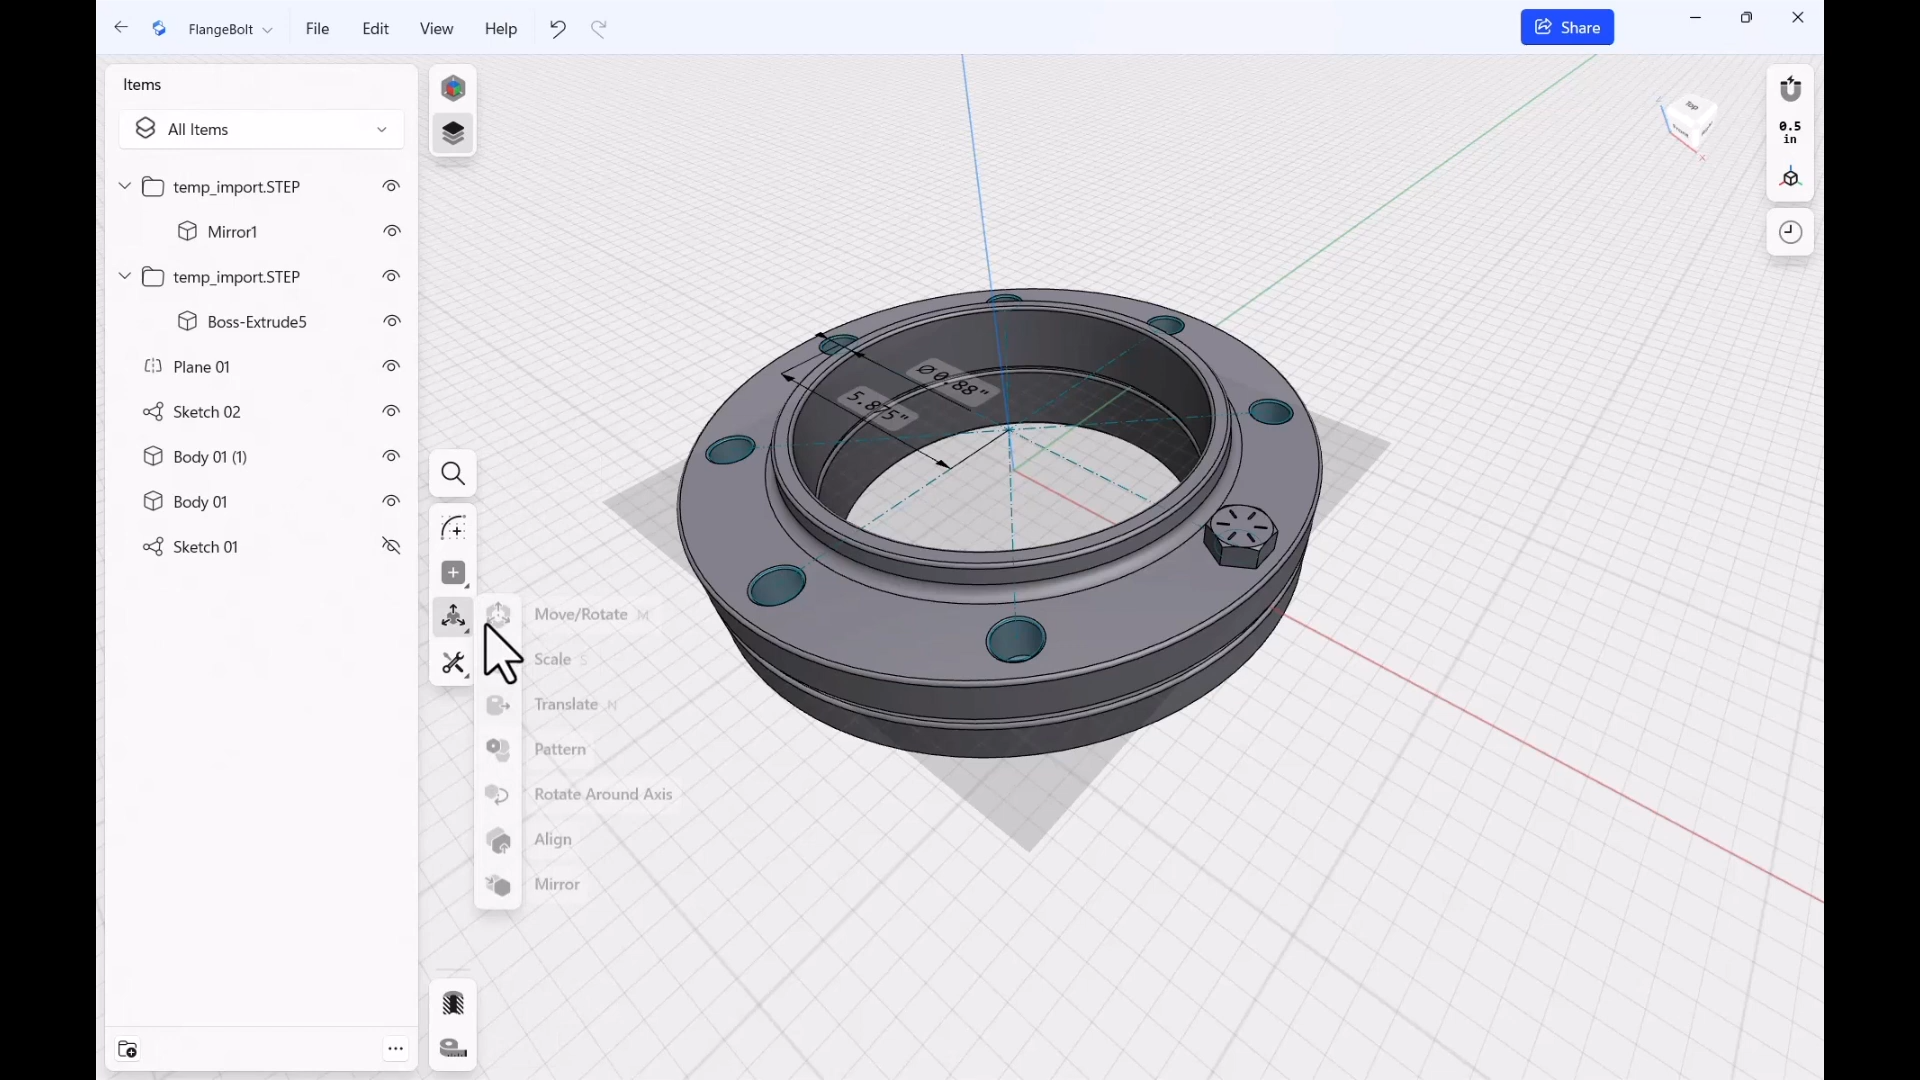 FlangeBolt
File
Edit
View
Help
Share
Items
All Items
temp_import.STEP
Mirror1
temp_import.STEP
Boss-Extrude5
Plane 01
Sketch 02
Body 01 (1)
Body 01
Sketch 01
Move/Rotate M
Scale S
Translate N
Pattern
Rotate Around Axis
Align
Mirror
Ø0.88"
5.875"
Top
0.5
in
Z
X